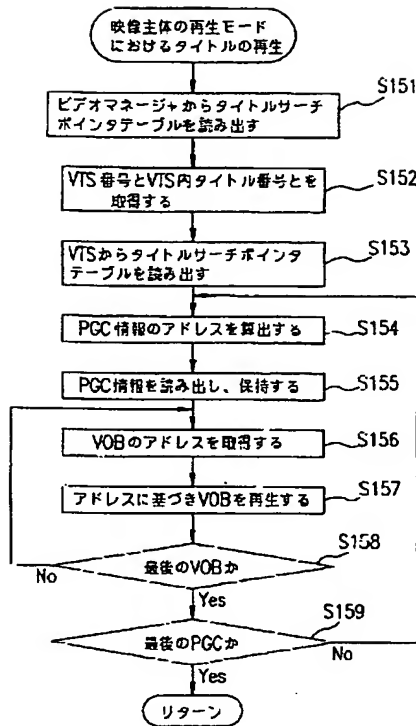 映像主体の再生モード
におけるタイトルの再生
S151
ビデオマネージャからタイトルサーチ
ポインタテーブルを読み出す
S152
VTS番号とVTS内タイトル番号とを
取得する
S153
VTSからタイトルサーチポインタ
テーブルを読み出す
PGC情報のアドレスを算出する
S154
PGC情報を読み出し、保持する
S155
VOBのアドレスを取得する
S156
アドレスに基づきVOBを再生する
S157
S158
最後のVOBか
No
Yes
S159
最後のPGCか
No
Yes
リターン